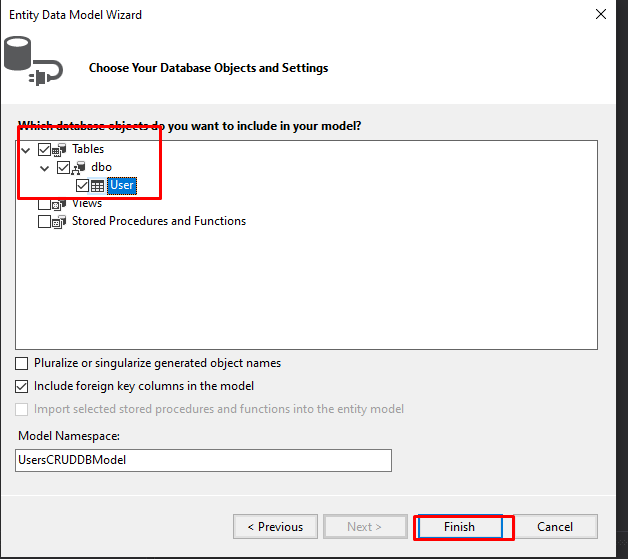 Entity Data Model Wizard
Choose Your Database Objects and Settings
Which database objects do you want to include in your model?
Tables
dbo
User
Views
Stored Procedures and Functions
Pluralize or singularize generated object names
Include foreign key columns in the model
Import selected stored procedures and functions into the entity model
Model Namespace:
UsersCRUDDBModel
< Previous Next > Finish Cancel